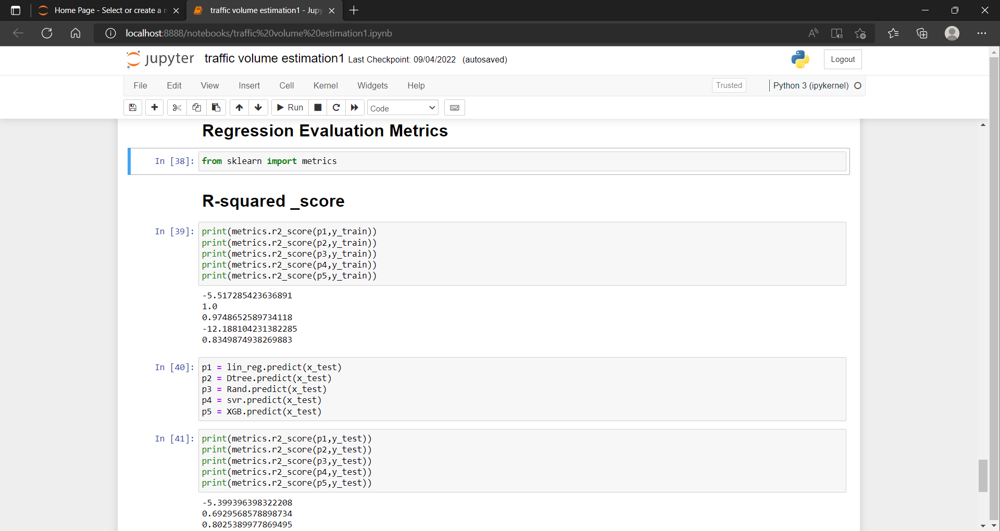 Home Page - Select or create a n
traffic volume estimation1 - Jupy
localhost:8888/notebooks/traffic%20volume%20estimation1.ipynb
jupyter traffic volume estimation1 Last Checkpoint: 09/04/2022 (autosaved)
Logout
File Edit View Insert Cell Kernel Widgets Help
Trusted
Python 3 (ipykernel)
Run
Code
Regression Evaluation Metrics
In [38]: from sklearn import metrics
R-squared _score
In [39]: print(metrics.r2_score(p1,y_train))
print(metrics.r2_score(p2,y_train))
print(metrics.r2_score(p3,y_train))
print(metrics.r2_score(p4,y_train))
print(metrics.r2_score(p5,y_train))
-5.517285423636891
1.0
0.9748652589734118
-12.188104231382285
0.8349874938269883
In [40]: p1 = lin_reg.predict(x_test)
p2 = Dtree.predict(x_test)
p3 = Rand.predict(x_test)
p4 = svr.predict(x_test)
p5 = XGB.predict(x_test)
In [41]: print(metrics.r2_score(p1,y_test))
print(metrics.r2_score(p2,y_test))
print(metrics.r2_score(p3,y_test))
print(metrics.r2_score(p4,y_test))
print(metrics.r2_score(p5,y_test))
-5.399396398322208
0.6929568578898734
0.8025389977869495